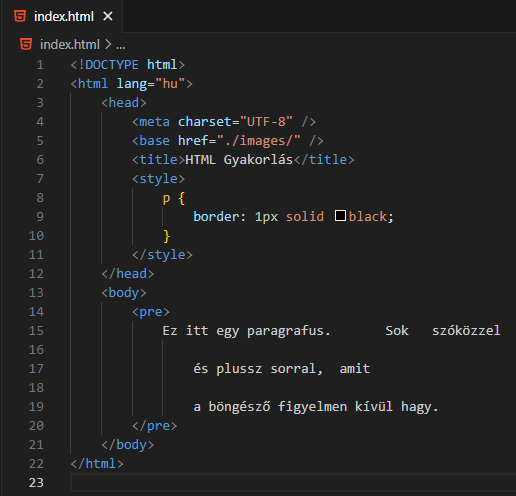 index.html ×
index.html > ...
1 <!DOCTYPE html>
2 <html lang="hu">
3     <head>
4         <meta charset="UTF-8" />
5         <base href="./images/" />
6         <title>HTML Gyakorlás</title>
7         <style>
8             p {
9                 border: 1px solid black;
10             }
11         </style>
12     </head>
13     <body>
14         <pre>
15             Ez itt egy paragrafus.       Sok   szóközzel
16
17                 és plussz sorral,  amit
18
19                 a böngésző figyelmen kívül hagy.
20         </pre>
21     </body>
22 </html>
23